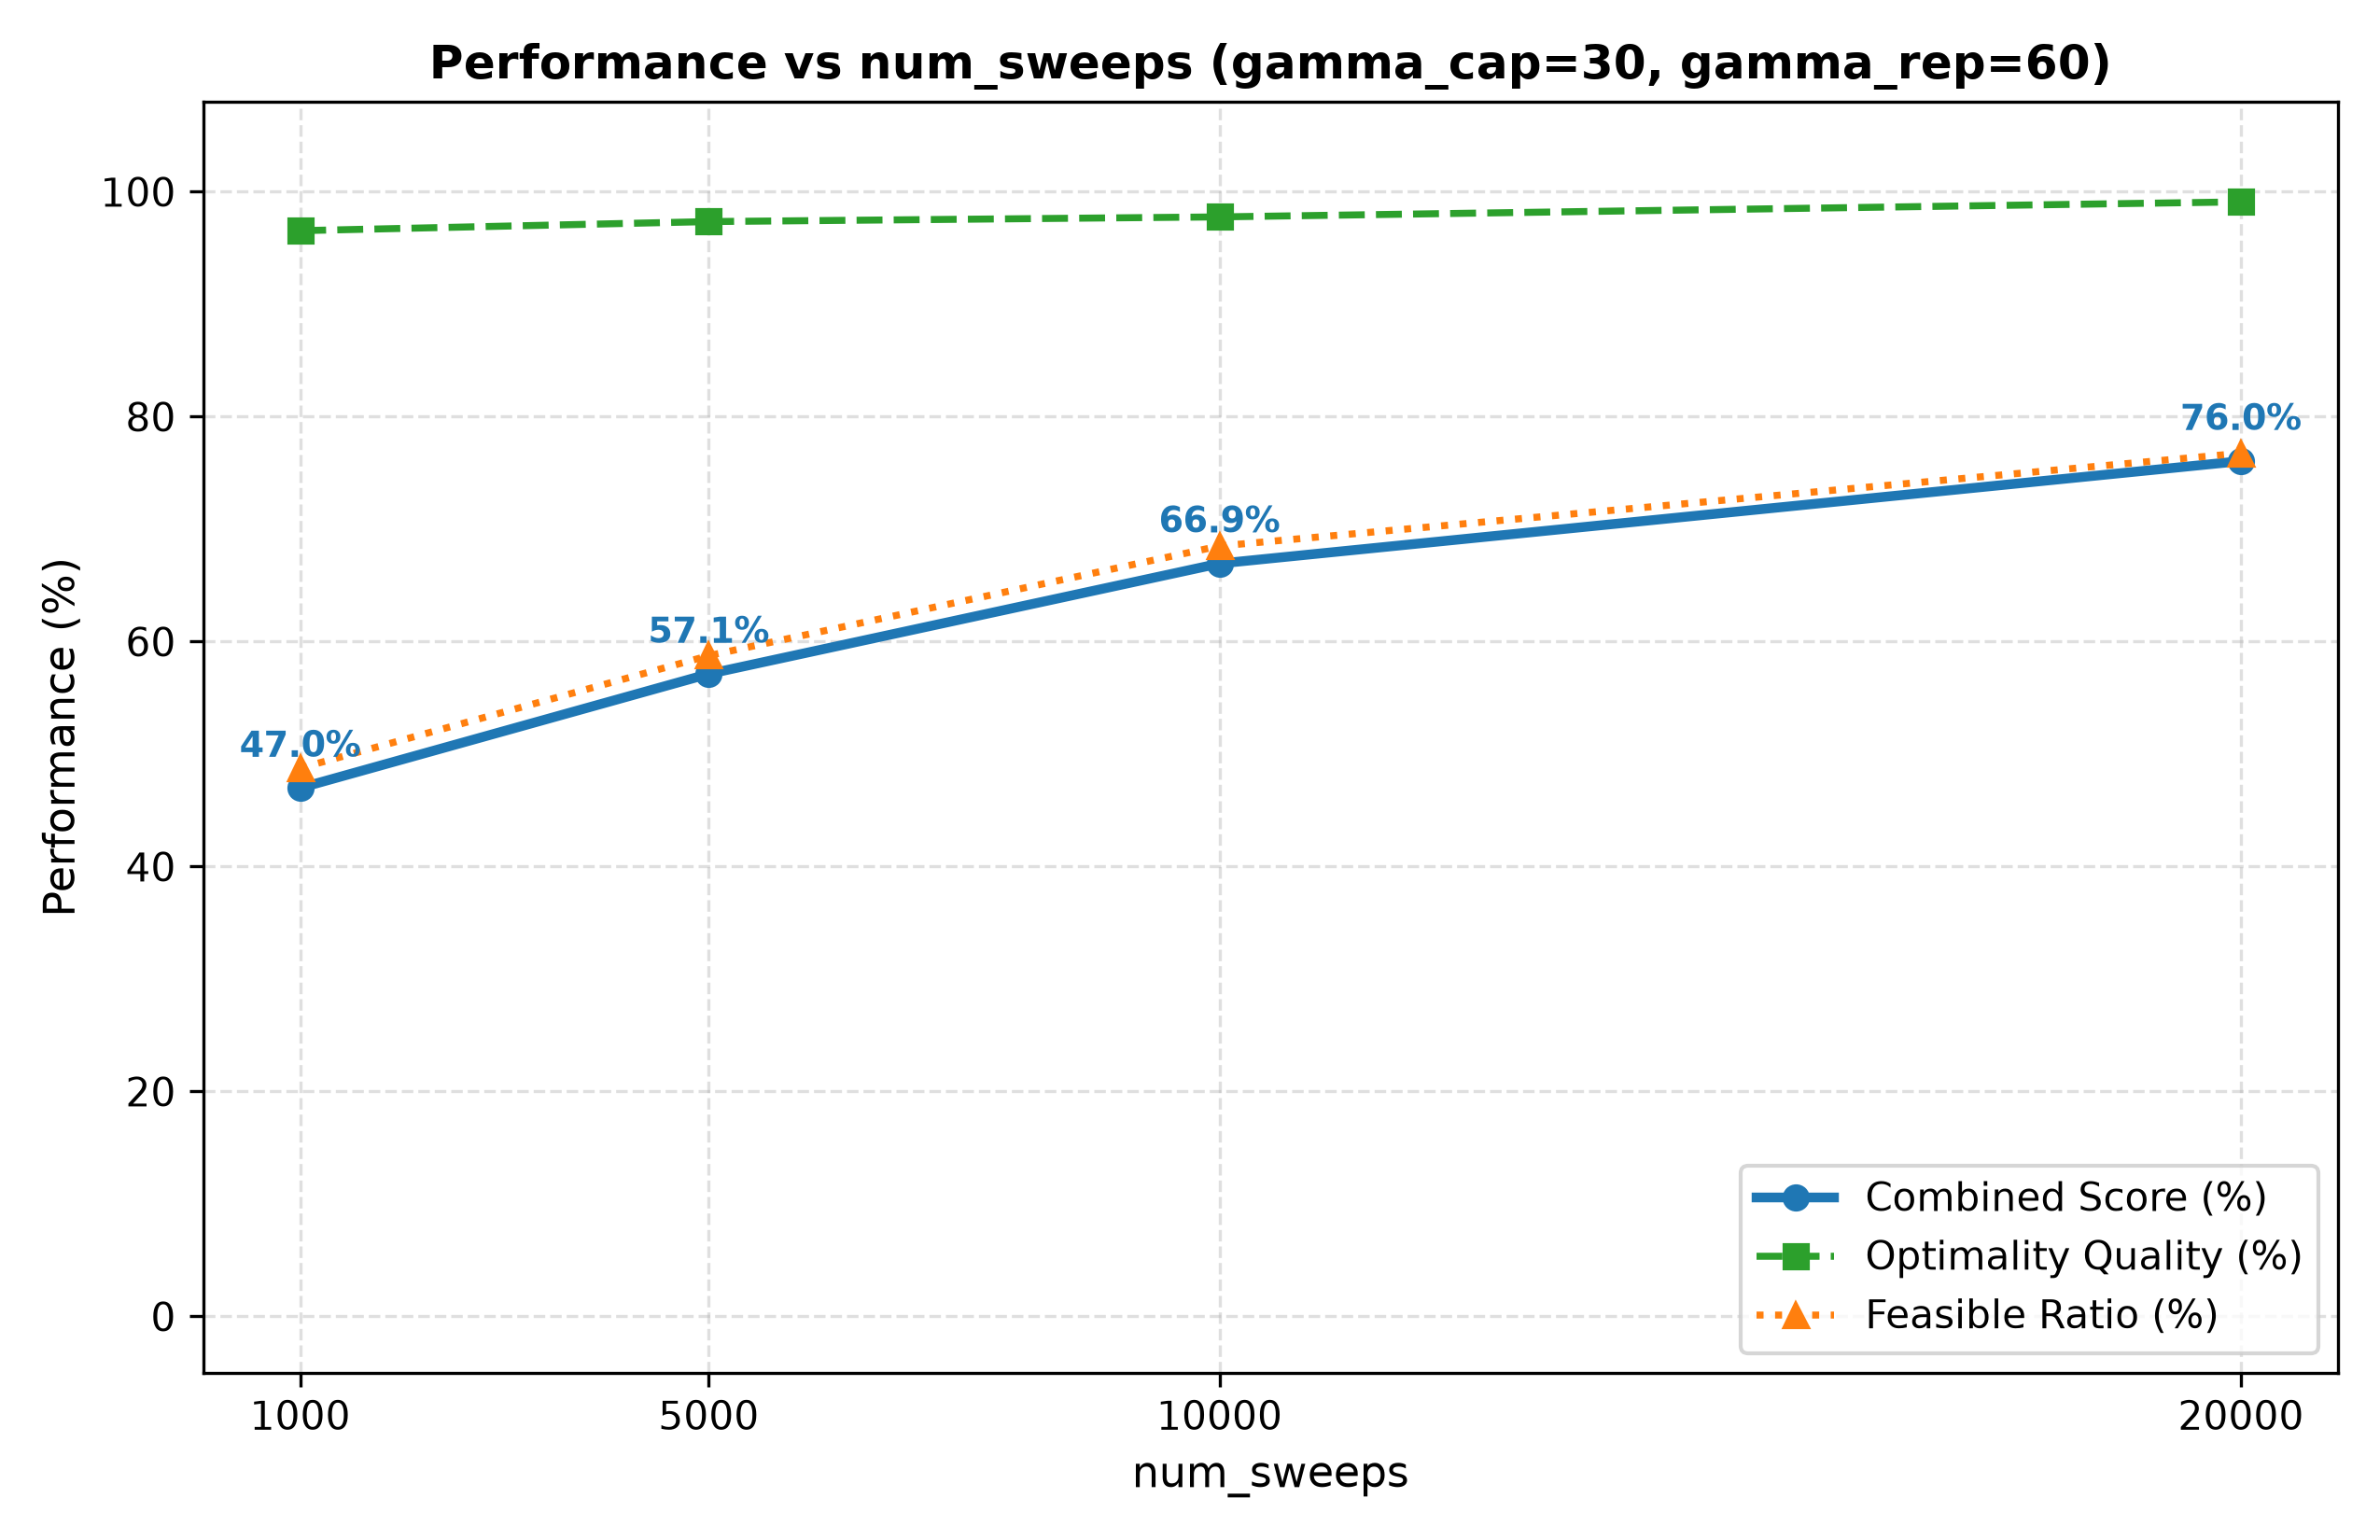 Performance vs num_sweeps (gamma_cap=30, gamma_rep=60)
Performance (%)
100
80
60
40
20
0
47.0%
57.1%
66.9%
76.0%
Combined Score (%)
Optimality Quality (%)
Feasible Ratio (%)
1000
5000
10000
20000
num_sweeps